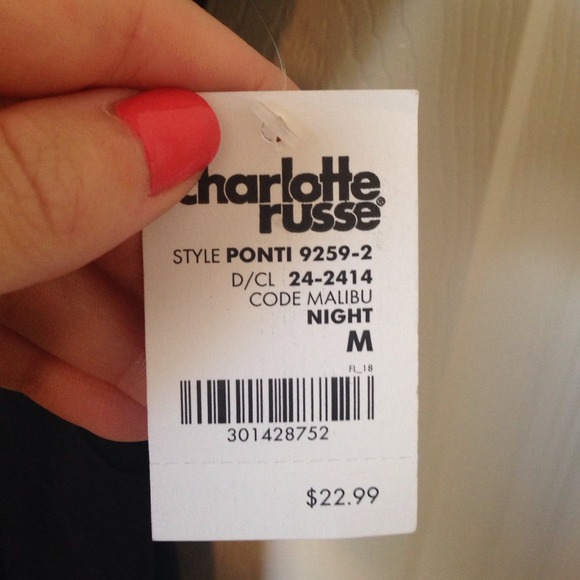 charlotte
russe®
STYLE PONTI 9259-2
D/CL 24-2414
CODE MALIBU
NIGHT
M
FL_18
301428752
$22.99